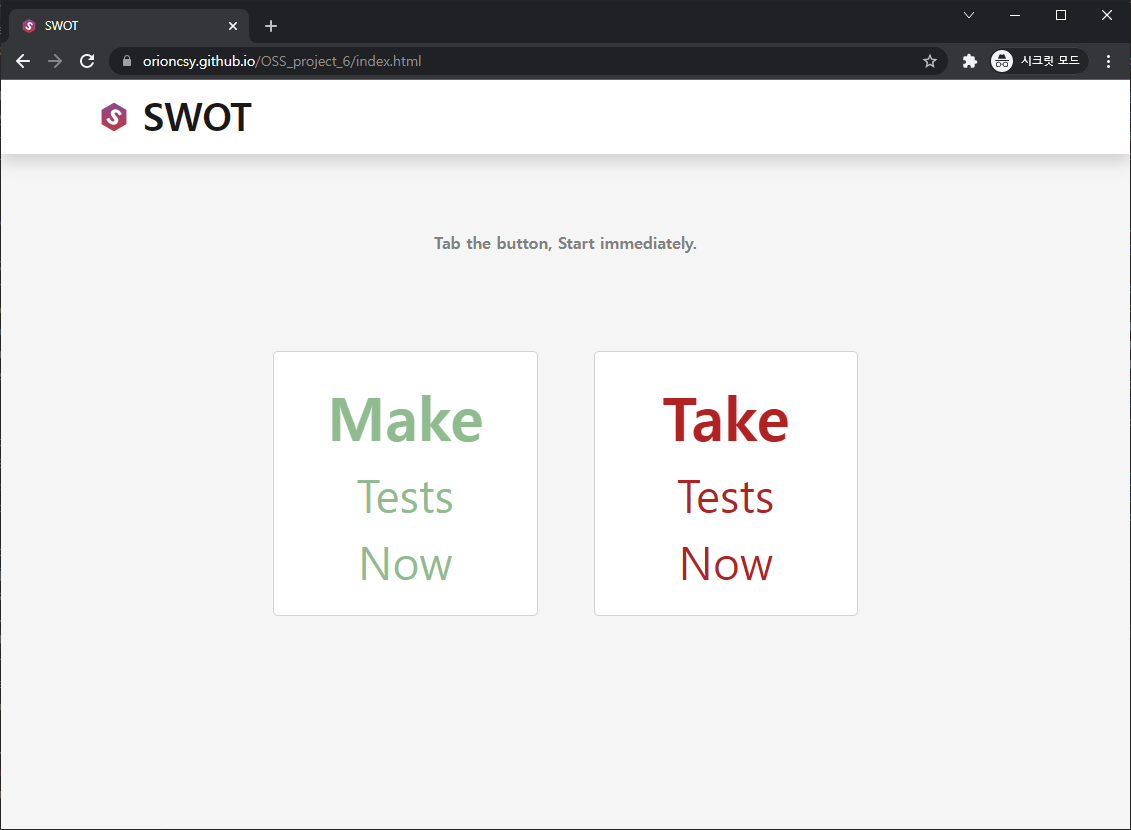 SWOT
orioncsy.github.io/OSS_project_6/index.html
시크릿 모드
SWOT
Tab the button, Start immediately.
Make
Tests
Now
Take
Tests
Now